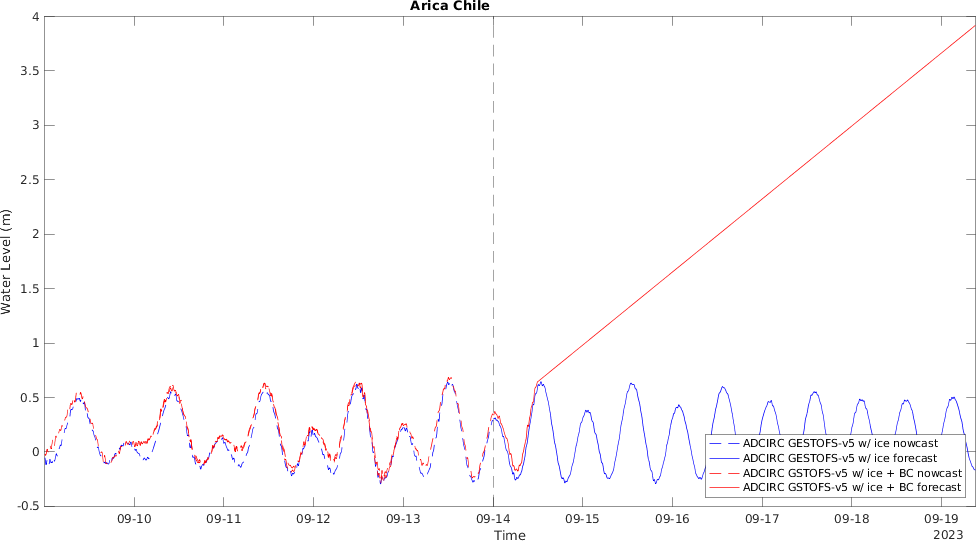 Arica Chile
4
3.5
3
2.5
2
1.5
1
0.5
0
-0.5
Water Level (m)
ADCIRC GESTOFS-v5 w/ ice nowcast
ADCIRC GESTOFS-v5 w/ ice forecast
ADCIRC GSTOFS-v5 w/ ice + BC nowcast
ADCIRC GSTOFS-v5 w/ ice + BC forecast
09-10 09-11 09-12 09-13 09-14 09-15 09-16 09-17 09-18 09-19
Time
2023